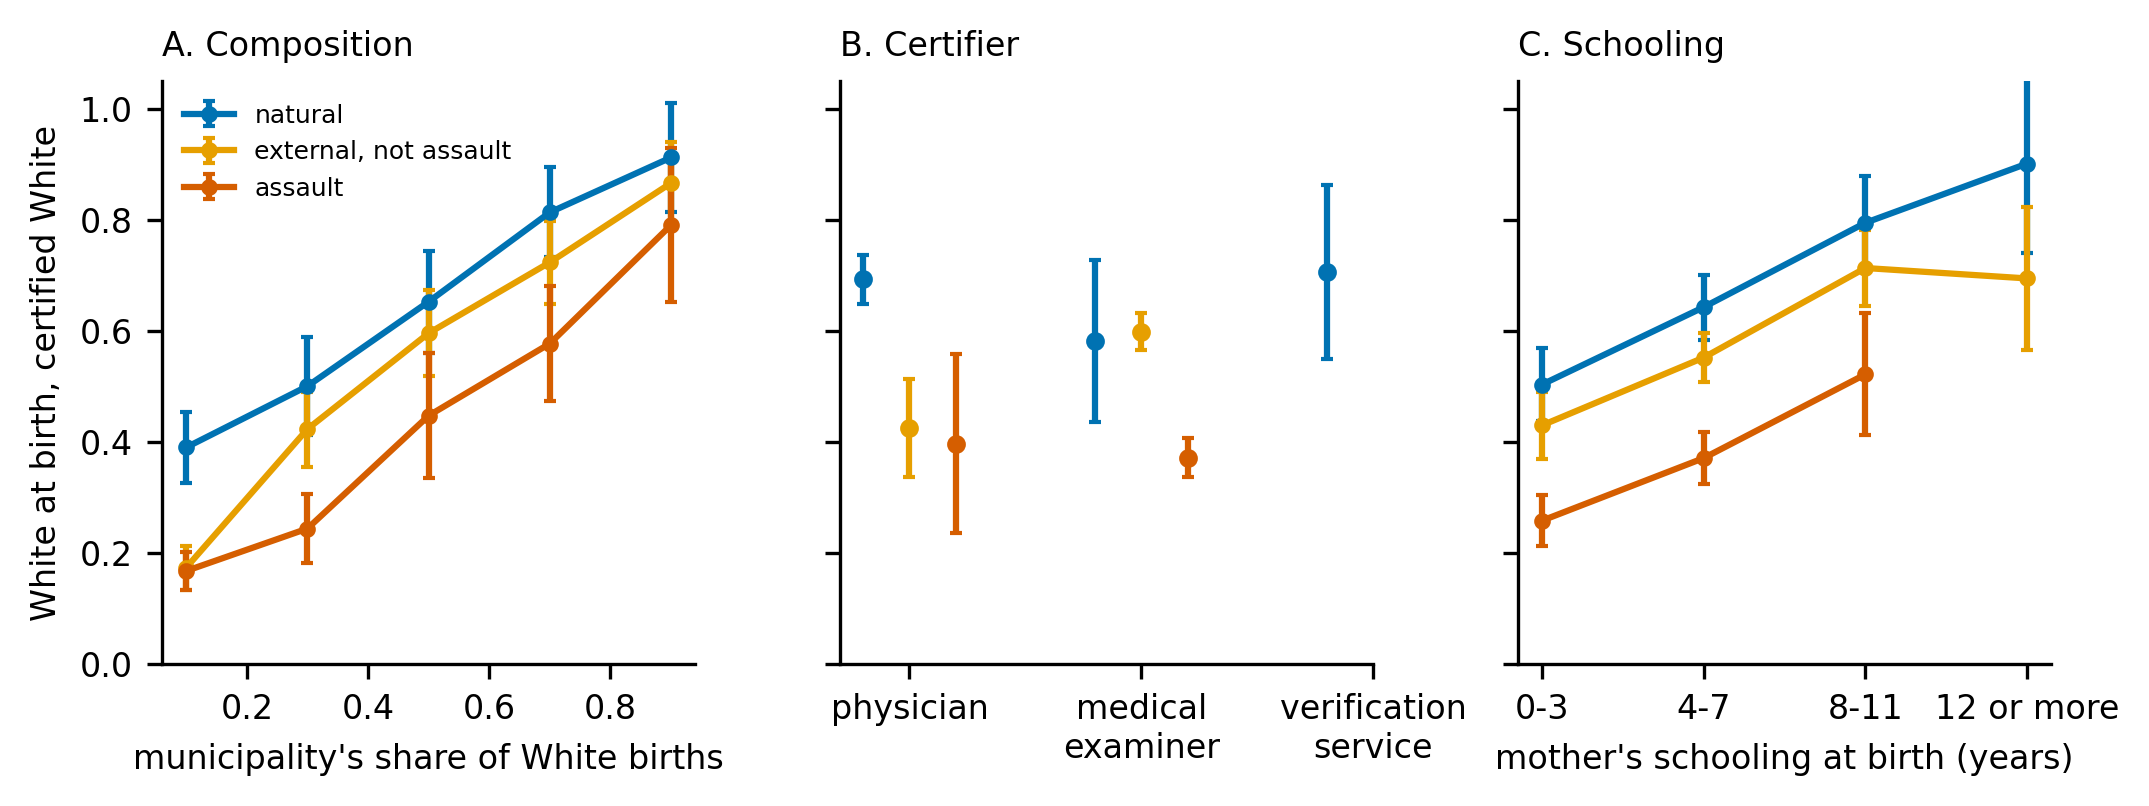 A. Composition
B. Certifier
C. Schooling
White at birth, certified White
1.0
0.8
0.6
0.4
0.2
0.0
natural
external, not assault
assault
0.2 0.4 0.6 0.8
municipality's share of White births
physician
medical
examiner
verification
service
0-3 4-7 8-11 12 or more
mother's schooling at birth (years)